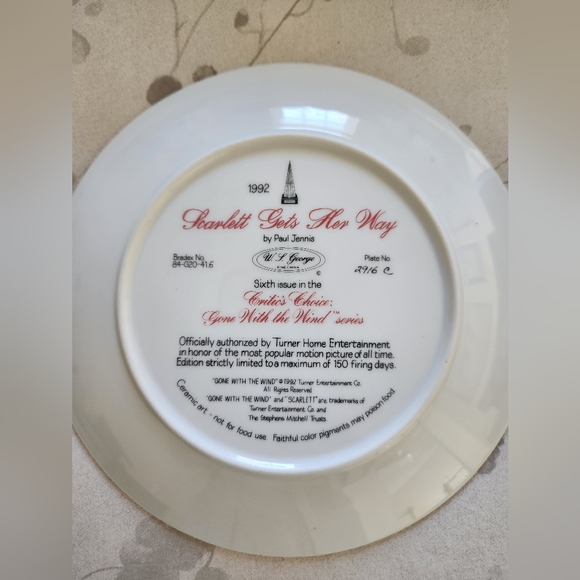 1992
Scarlett Gets Her Way
by Paul Jennis
Bradex No.
84-G20-41.6
W. L. George
FINE CHINA
©
Plate No.
2916 C
Sixth issue in the
Critic's Choice:
Gone With the Wind™ series
Officially authorized by Turner Home Entertainment
in honor of the most popular motion picture of all time.
Edition strictly limited to a maximum of 150 firing days.
"GONE WITH THE WIND" © 1992 Turner Entertainment Co.
All Rights Reserved
"GONE WITH THE WIND" and "SCARLETT" are trademarks of
Turner Entertainment Co. and
The Stephens Mitchell Trusts.
Ceramic art - not for food use. Faithful color pigments may poison food